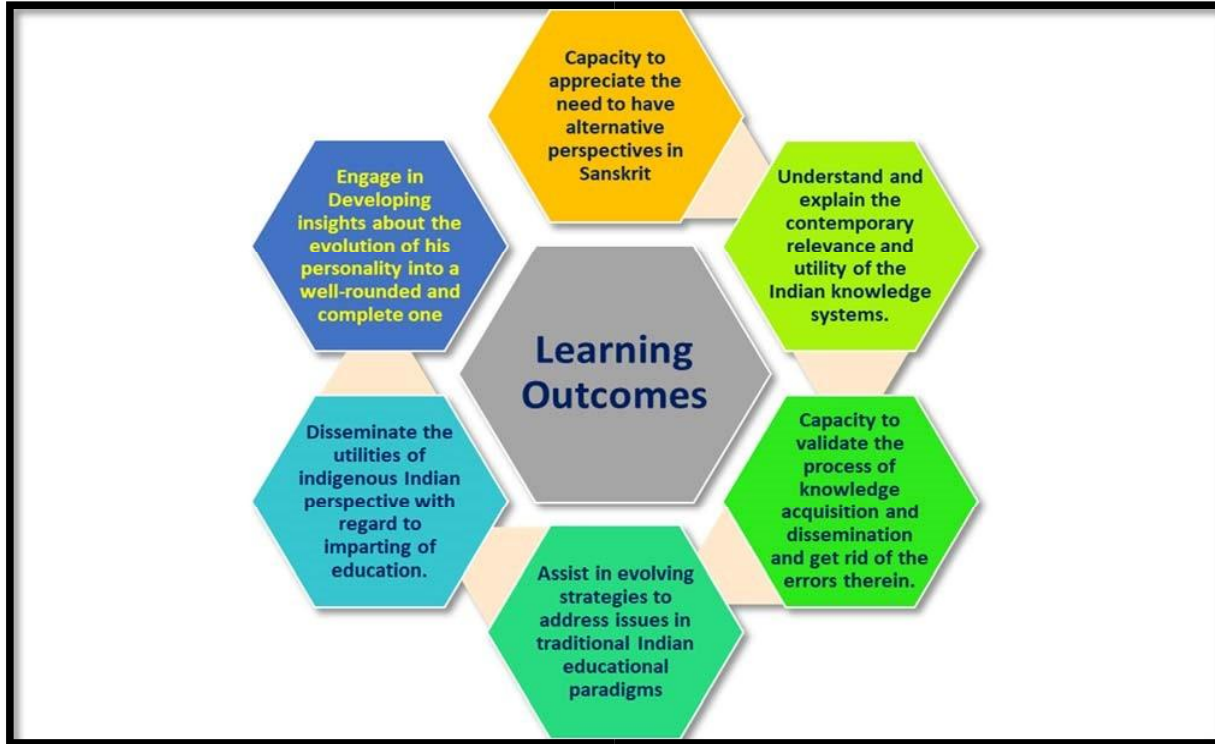 Capacity to
appreciate the
need to have
alternative
perspectives in
Sanskrit
Understand and
explain the
contemporary
relevance and
utility of the
Indian knowledge
systems.
Capacity to
validate the
process of
knowledge
acquisition and
dissemination
and get rid of the
errors therein.
Assist in evolving
strategies to
address issues in
traditional Indian
educational
paradigms
Disseminate the
utilities of
indigenous Indian
perspective with
regard to
imparting of
education.
Engage in
Developing
insights about the
evolution of his
personality into a
well-rounded and
complete one
Learning
Outcomes